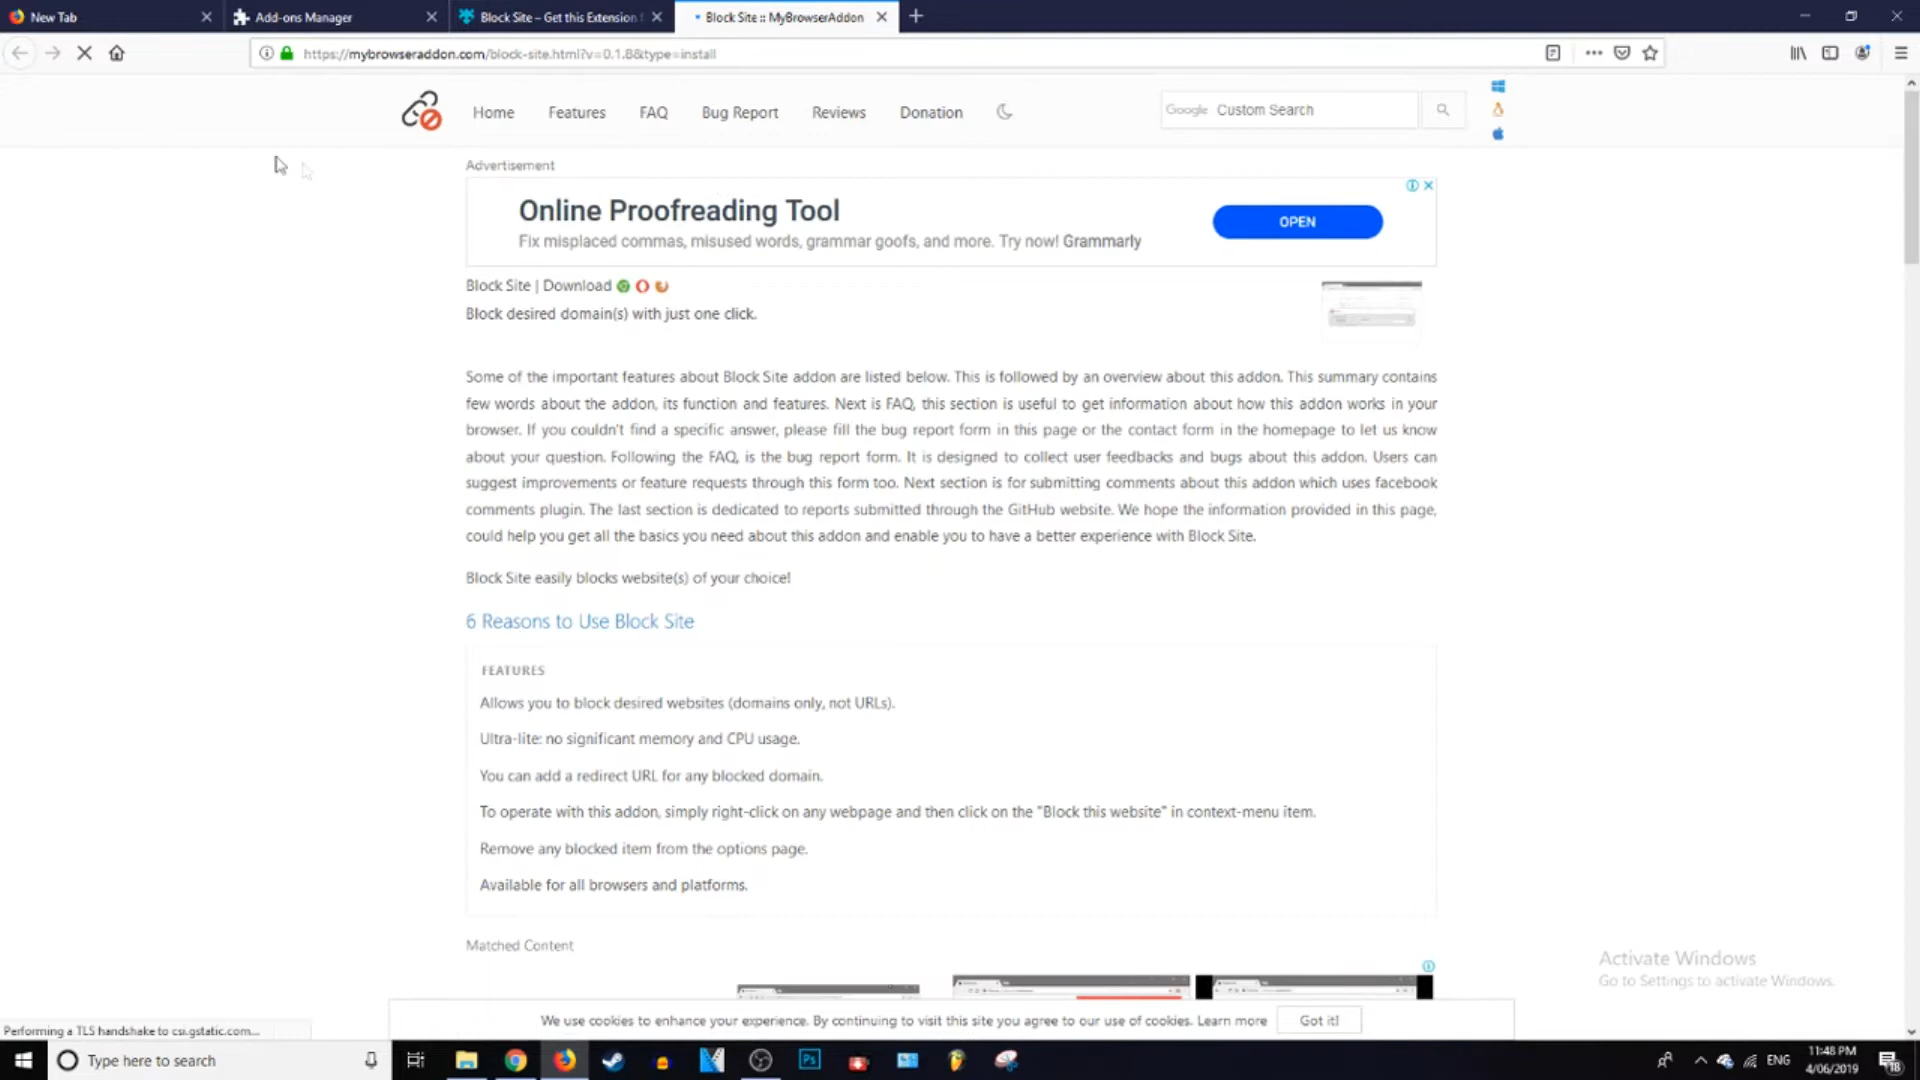 New Tab
Add-ons Manager
Block Site – Get this Extension f
Block Site :: MyBrowserAddon
https://mybrowseraddon.com/block-site.html?v=0.1.8&type=install
Home
Features
FAQ
Bug Report
Reviews
Donation
Google Custom Search
Advertisement
Online Proofreading Tool
Fix misplaced commas, misused words, grammar goofs, and more. Try now! Grammarly
OPEN
Block Site | Download
Block desired domain(s) with just one click.
Some of the important features about Block Site addon are listed below. This is followed by an overview about this addon. This summary contains
few words about the addon, its function and features. Next is FAQ, this section is useful to get information about how this addon works in your
browser. If you couldn't find a specific answer, please fill the bug report form in this page or the contact form in the homepage to let us know
about your question. Following the FAQ, is the bug report form. It is designed to collect user feedbacks and bugs about this addon. Users can
suggest improvements or feature requests through this form too. Next section is for submitting comments about this addon which uses facebook
comments plugin. The last section is dedicated to reports submitted through the GitHub website. We hope the information provided in this page,
could help you get all the basics you need about this addon and enable you to have a better experience with Block Site.
Block Site easily blocks website(s) of your choice!
6 Reasons to Use Block Site
FEATURES
Allows you to block desired websites (domains only, not URLs).
Ultra-lite: no significant memory and CPU usage.
You can add a redirect URL for any blocked domain.
To operate with this addon, simply right-click on any webpage and then click on the "Block this website" in context-menu item.
Remove any blocked item from the options page.
Available for all browsers and platforms.
Matched Content
Activate Windows
Go to Settings to activate Windows.
We use cookies to enhance your experience. By continuing to visit this site you agree to our use of cookies. Learn more
Got it!
Performing a TLS handshake to csi.gstatic.com...
Type here to search
Ps
ENG
11:48 PM
4/06/2019
18